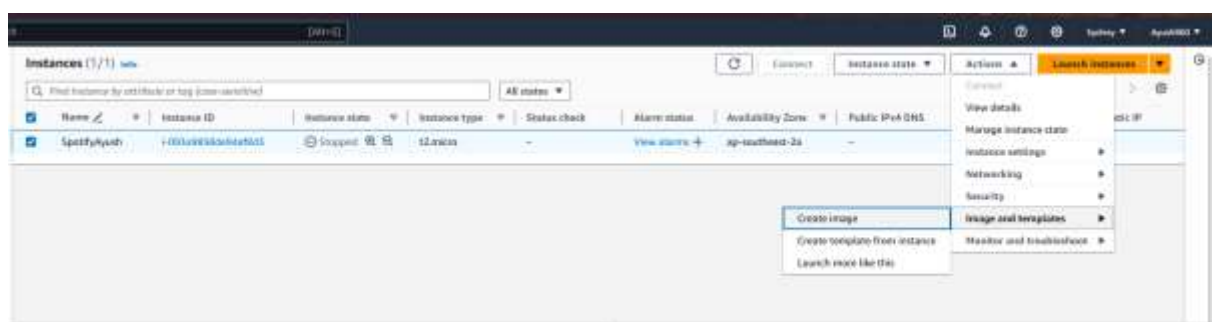 [Alt+S] Sydney
Instances (1/1) Connect Instance state Actions Launch instances
Find Instance by attribute or tag (case-sensitive) All states Connect
View details
Name Instance ID Instance state Instance type Status check Alarm status Availability Zone Public IPv4 DNS
Manage instance state
SpotifyAyush Stopped t2.micro - View alarms + ap-southeast-2a -
Instance settings
Networking
Security
Create image Image and templates
Create template from instance Monitor and troubleshoot
Launch more like this